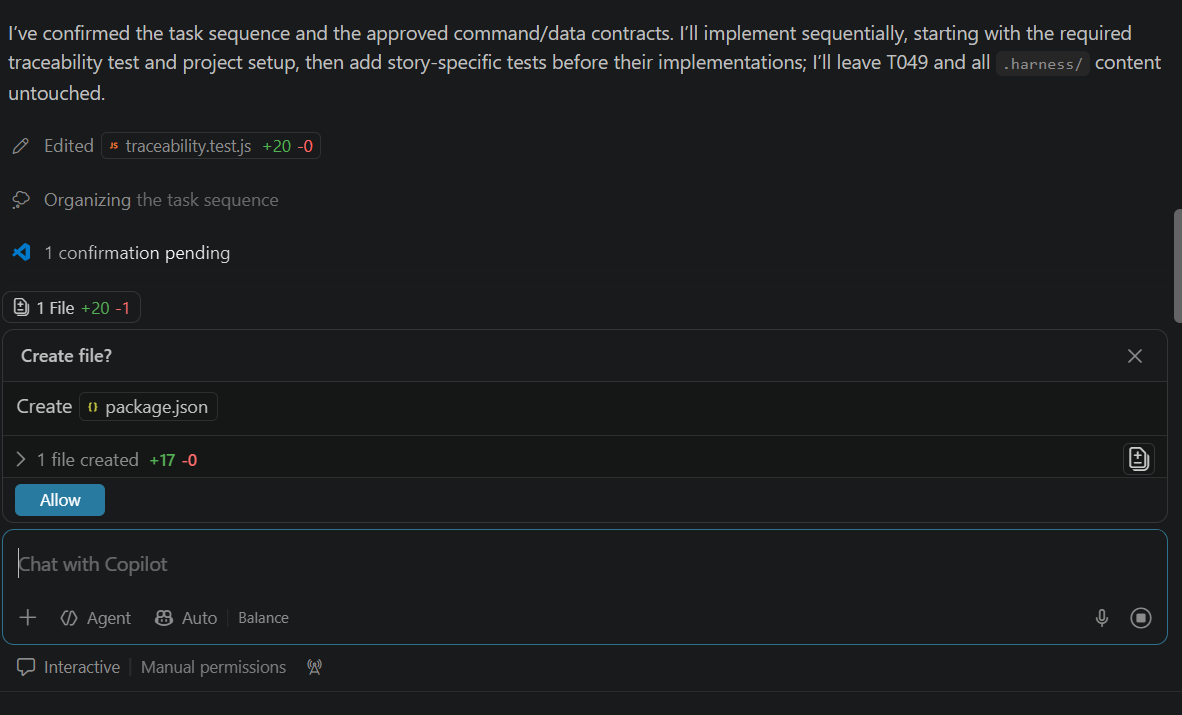 I’ve confirmed the task sequence and the approved command/data contracts. I’ll implement sequentially, starting with the required
traceability test and project setup, then add story-specific tests before their implementations; I’ll leave T049 and all .harness/ content
untouched.
Edited JS traceability.test.js +20 -0
Organizing the task sequence
1 confirmation pending
1 File +20 -1
Create file?
Create {} package.json
1 file created +17 -0
Allow
Chat with Copilot
Agent Auto Balance
Interactive Manual permissions